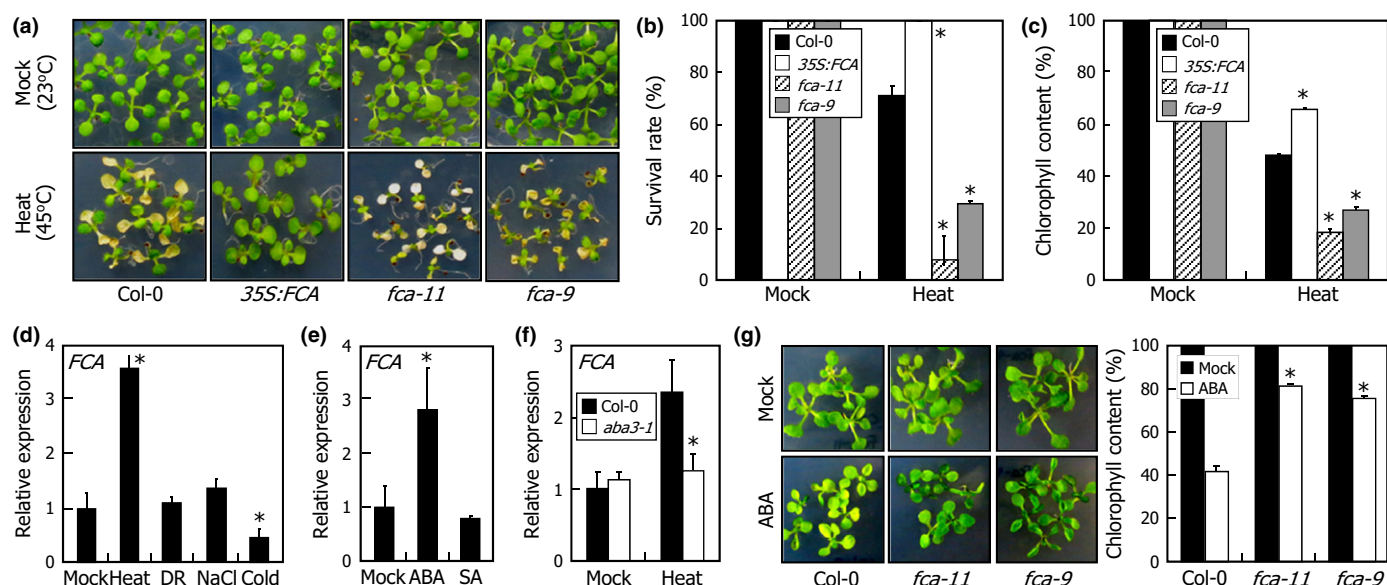 (a)
Mock
(23°C)
Heat
(45°C)
Col-0
35S:FCA
fca-11
fca-9
(b)
Survival rate (%)
100
80
60
40
20
0
Col-0
35S:FCA
fca-11
fca-9
*
*
*
Mock
Heat
(c)
Chlorophyll content (%)
100
80
60
40
20
0
Col-0
35S:FCA
fca-11
fca-9
*
*
*
Mock
Heat
(d)
FCA
Relative expression
4
3
2
1
0
*
*
Mock Heat DR NaCl Cold
(e)
FCA
Relative expression
4
3
2
1
0
*
Mock ABA SA
(f)
FCA
Relative expression
3
2
1
0
Col-0
aba3-1
*
Mock
Heat
(g)
Mock
ABA
Col-0
fca-11
fca-9
Chlorophyll content (%)
100
80
60
40
20
0
Mock
ABA
*
*
Col-0
fca-11
fca-9